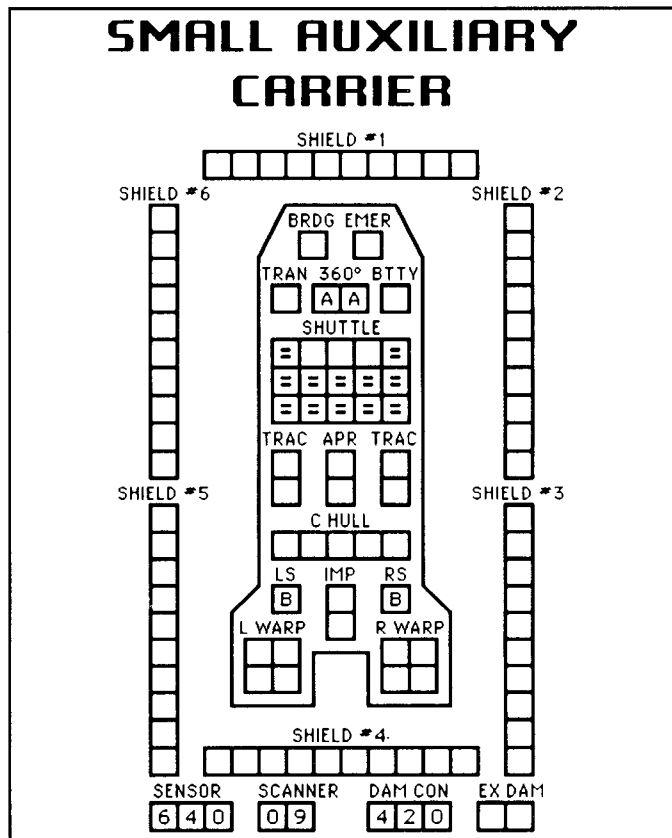 SMALL AUXILIARY
CARRIER
SHIELD #1
SHIELD #6
SHIELD #2
BRDG EMER
TRAN 360° BTTY
A A
SHUTTLE
= =
= = = = =
= = = = =
TRAC APR TRAC
SHIELD #5
SHIELD #3
C HULL
LS IMP RS
B B
L WARP R WARP
SHIELD #4
SENSOR SCANNER DAM CON EX DAM
6 4 0 0 9 4 2 0